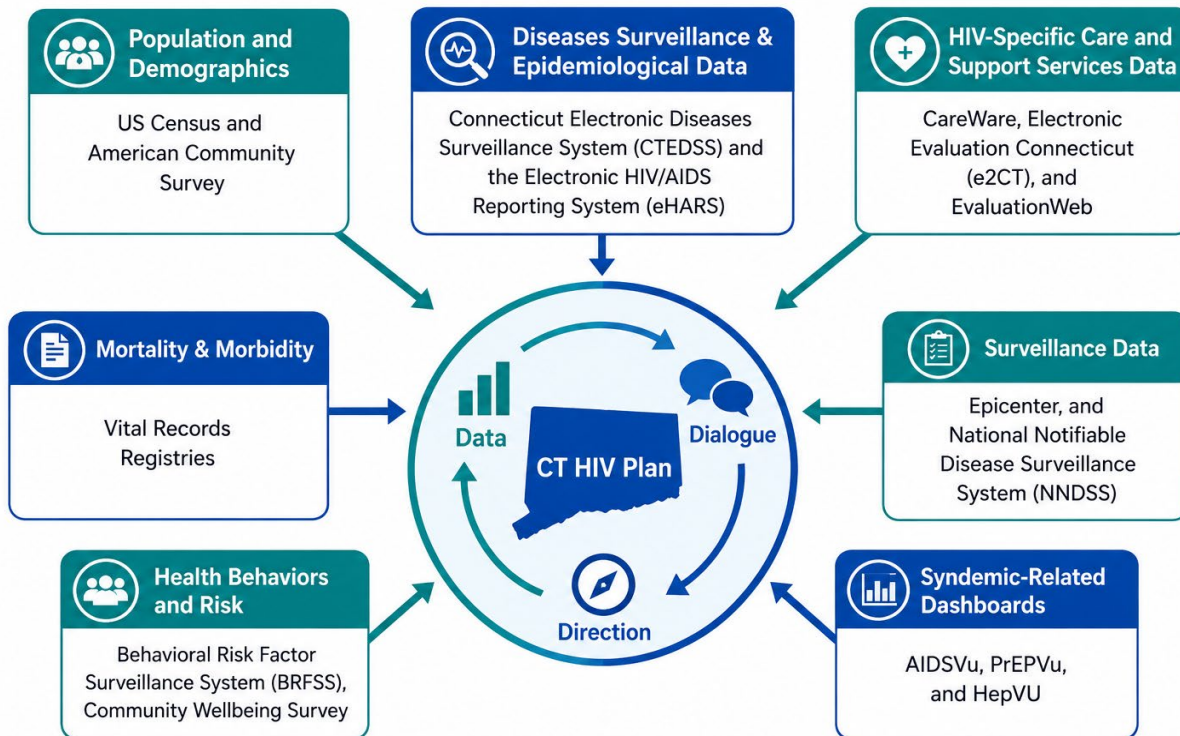 Population and
Demographics
US Census and
American Community
Survey
Diseases Surveillance &
Epidemiological Data
Connecticut Electronic Diseases
Surveillance System (CTEDSS) and
the Electronic HIV/AIDS
Reporting System (eHARS)
HIV-Specific Care and
Support Services Data
CareWare, Electronic
Evaluation Connecticut
(e2CT), and
EvaluationWeb
Mortality & Morbidity
Vital Records
Registries
Data
Dialogue
CT HIV Plan
Direction
Surveillance Data
Epicenter, and
National Notifiable
Disease Surveillance
System (NNDSS)
Health Behaviors
and Risk
Behavioral Risk Factor
Surveillance System (BRFSS),
Community Wellbeing Survey
Syndemic-Related
Dashboards
AIDSVu, PrEPVu,
and HepVU